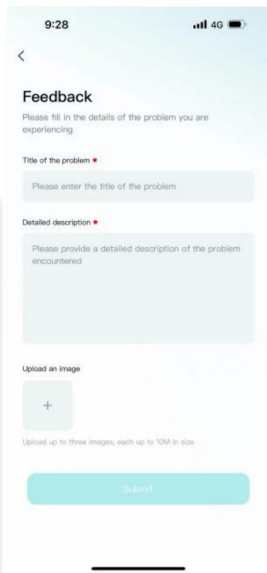 9:28
4G
Feedback
Please fill in the details of the problem you are
experiencing
Title of the problem *
Please enter the title of the problem
Detailed description *
Please provide a detailed description of the problem
encountered
Upload an image
+
Upload up to three images, each up to 10M in size
Submit